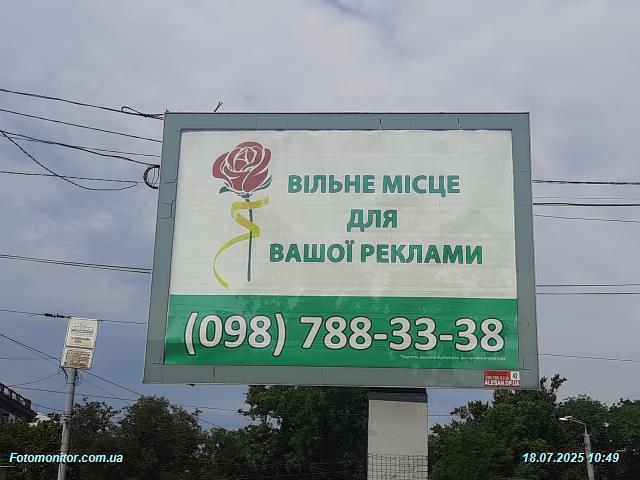 ВІЛЬНЕ МІСЦЕ
ДЛЯ
ВАШОЇ РЕКЛАМИ
(098) 788-33-38
ALESAN.DP.UA
Fotomonitor.com.ua
18.07.2025 10:49